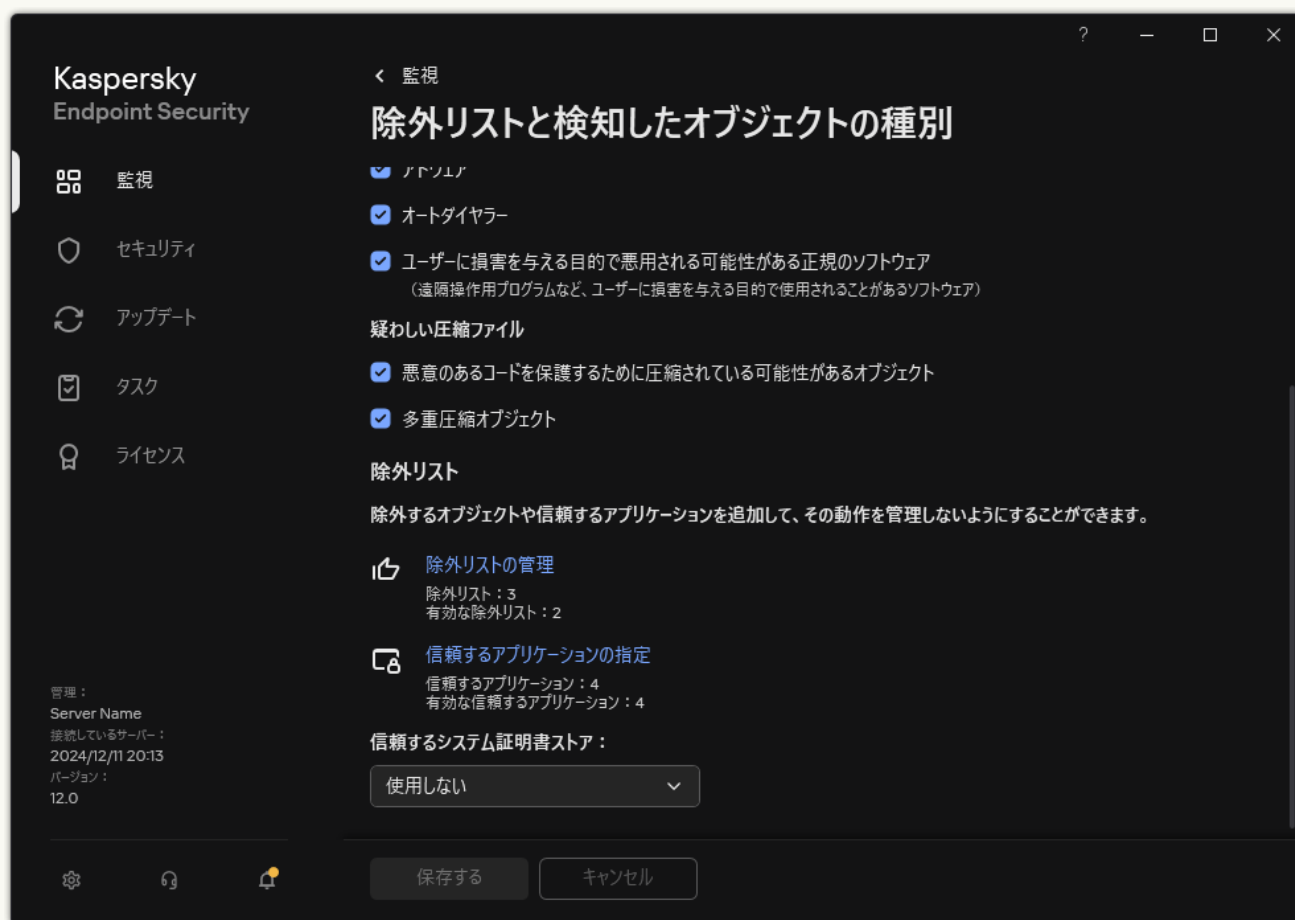 ?
Kaspersky
Endpoint Security
監視
セキュリティ
アップデート
タスク
ライセンス
管理：
Server Name
接続しているサーバー：
2024/12/11 20:13
バージョン：
12.0
監視
除外リストと検知したオブジェクトの種別
アドウェア
オートダイヤラー
ユーザーに損害を与える目的で悪用される可能性がある正規のソフトウェア
（遠隔操作用プログラムなど、ユーザーに損害を与える目的で使用されることがあるソフトウェア）
疑わしい圧縮ファイル
悪意のあるコードを保護するために圧縮されている可能性があるオブジェクト
多重圧縮オブジェクト
除外リスト
除外するオブジェクトや信頼するアプリケーションを追加して、その動作を管理しないようにすることができます。
除外リストの管理
除外リスト：3
有効な除外リスト：2
信頼するアプリケーションの指定
信頼するアプリケーション：4
有効な信頼するアプリケーション：4
信頼するシステム証明書ストア：
使用しない
保存する
キャンセル